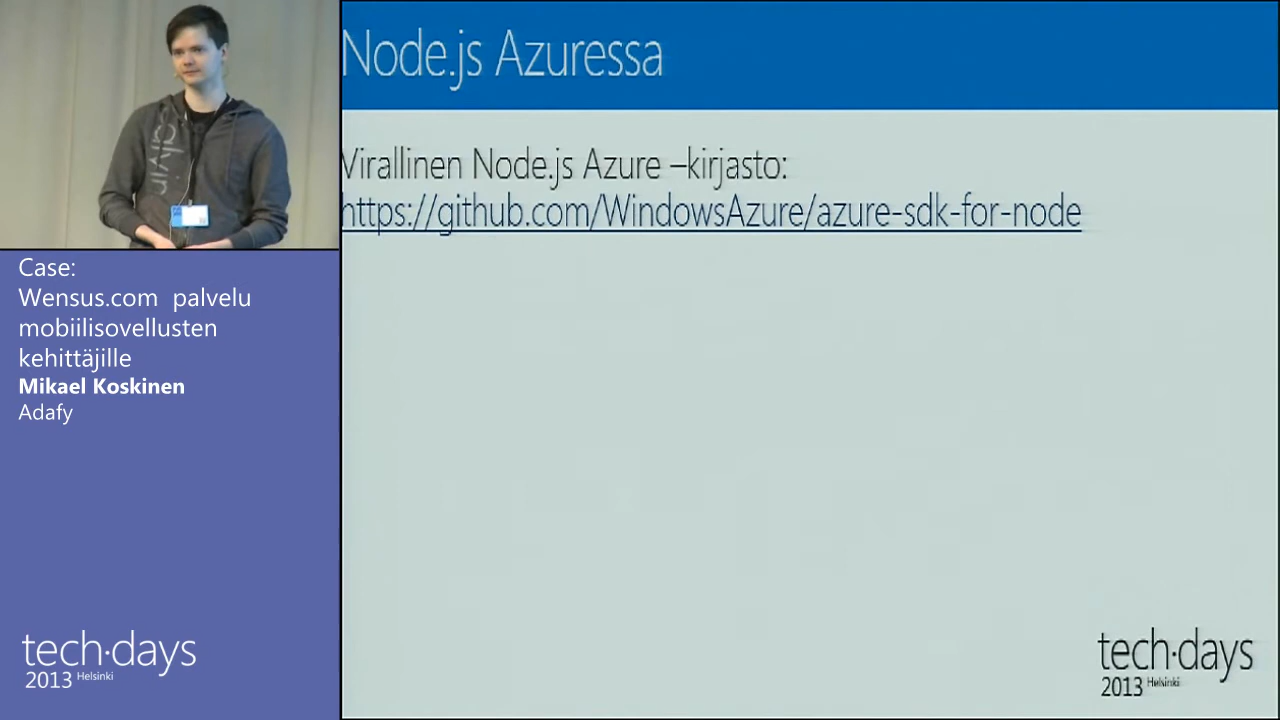 Node.js Azuressa
Virallinen Node.js Azure –kirjasto:
https://github.com/WindowsAzure/azure-sdk-for-node
Calvin
Case:
Wensus.com palvelu
mobiilisovellusten
kehittäjille
Mikael Koskinen
Adafy
tech·days
2013 Helsinki
tech·days
2013 Helsinki